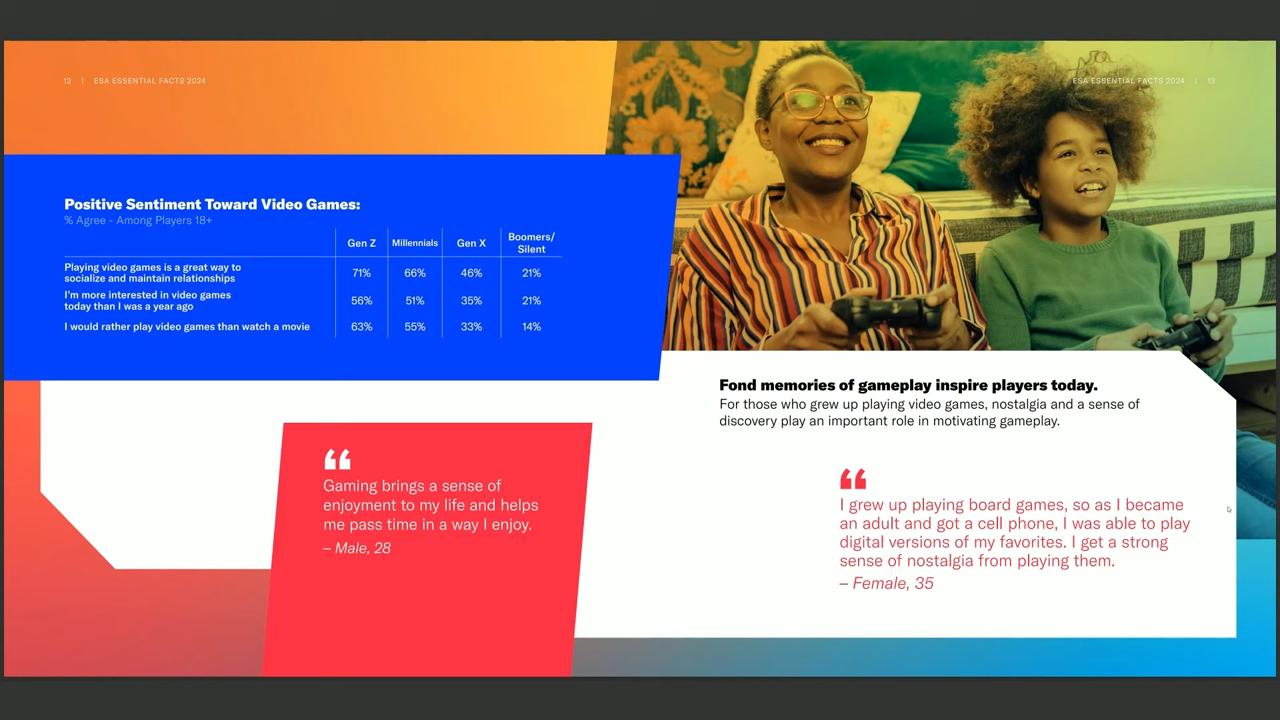 12 | ESA ESSENTIAL FACTS 2024
ESA ESSENTIAL FACTS 2024 | 13
Positive Sentiment Toward Video Games:
% Agree - Among Players 18+
Gen Z Millennials Gen X Boomers/
Silent
Playing video games is a great way to
socialize and maintain relationships
71% 66% 46% 21%
I'm more interested in video games
today than I was a year ago
56% 51% 35% 21%
I would rather play video games than watch a movie 63% 55% 33% 14%
“
Gaming brings a sense of
enjoyment to my life and helps
me pass time in a way I enjoy.
– Male, 28
Fond memories of gameplay inspire players today.
For those who grew up playing video games, nostalgia and a sense of
discovery play an important role in motivating gameplay.
“
I grew up playing board games, so as I became
an adult and got a cell phone, I was able to play
digital versions of my favorites. I get a strong
sense of nostalgia from playing them.
– Female, 35